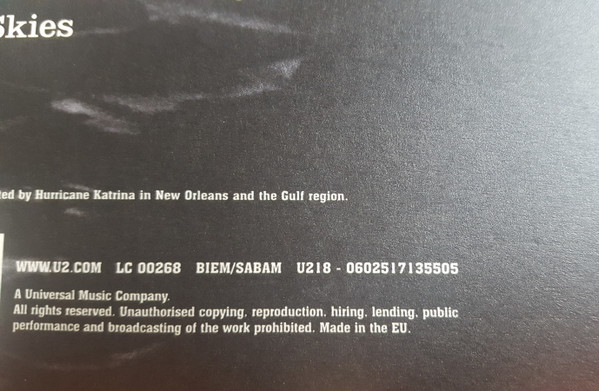 Skies
ted by Hurricane Katrina in New Orleans and the Gulf region.
WWW.U2.COM LC 00268 BIEM/SABAM U218 - 0602517135505
A Universal Music Company.
All rights reserved. Unauthorised copying, reproduction, hiring, lending, public
performance and broadcasting of the work prohibited. Made in the EU.